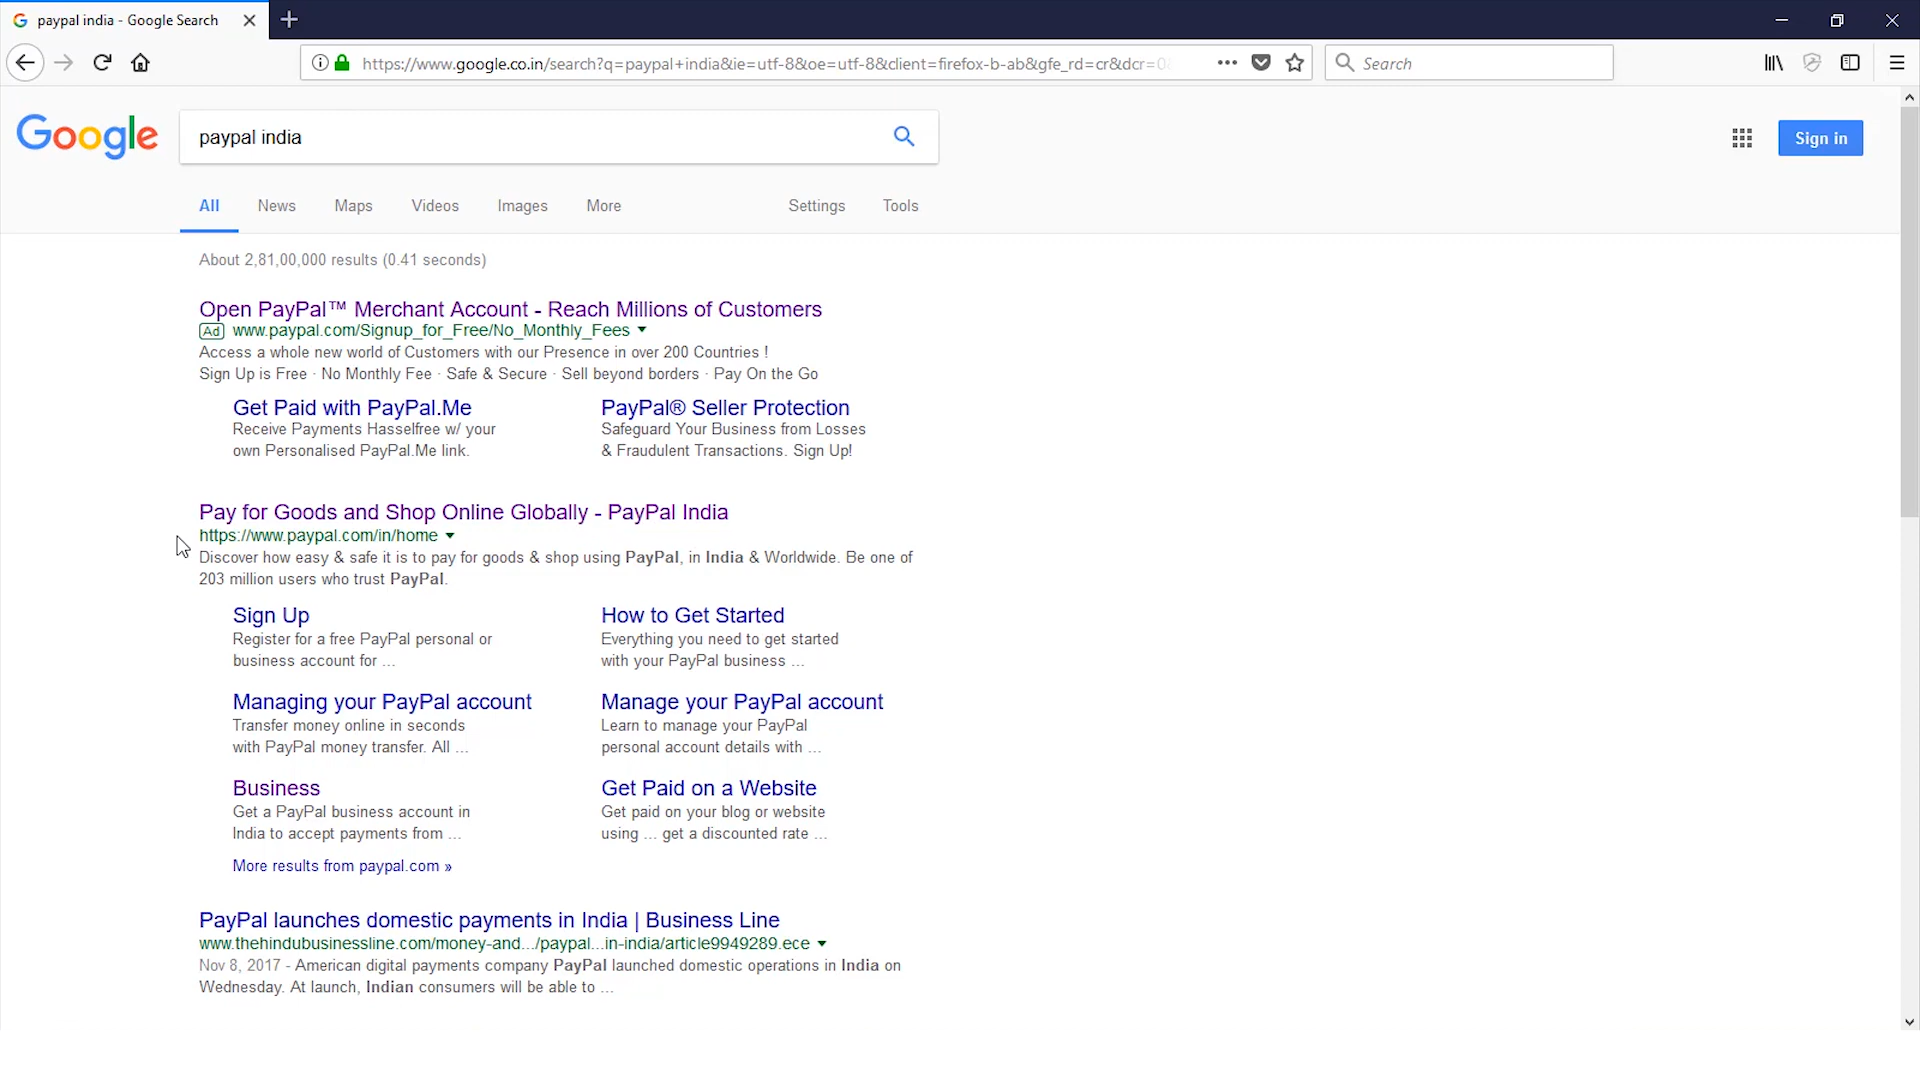 paypal india - Google Search
https://www.google.co.in/search?q=paypal+india&ie=utf-8&oe=utf-8&client=firefox-b-ab&gfe_rd=cr&dcr=0
Search
Google
paypal india
Sign in
All News Maps Videos Images More Settings Tools
About 2,81,00,000 results (0.41 seconds)
Open PayPal™ Merchant Account - Reach Millions of Customers
Ad www.paypal.com/Signup_for_Free/No_Monthly_Fees
Access a whole new world of Customers with our Presence in over 200 Countries !
Sign Up is Free · No Monthly Fee · Safe & Secure · Sell beyond borders · Pay On the Go
Get Paid with PayPal.Me
Receive Payments Hasselfree w/ your
own Personalised PayPal.Me link.
PayPal® Seller Protection
Safeguard Your Business from Losses
& Fraudulent Transactions. Sign Up!
Pay for Goods and Shop Online Globally - PayPal India
https://www.paypal.com/in/home
Discover how easy & safe it is to pay for goods & shop using PayPal, in India & Worldwide. Be one of
203 million users who trust PayPal.
Sign Up
Register for a free PayPal personal or
business account for ...
How to Get Started
Everything you need to get started
with your PayPal business ...
Managing your PayPal account
Transfer money online in seconds
with PayPal money transfer. All ...
Manage your PayPal account
Learn to manage your PayPal
personal account details with ...
Business
Get a PayPal business account in
India to accept payments from ...
Get Paid on a Website
Get paid on your blog or website
using ... get a discounted rate ...
More results from paypal.com »
PayPal launches domestic payments in India | Business Line
www.thehindubusinessline.com/money-and.../paypal...in-india/article9949289.ece
Nov 8, 2017 - American digital payments company PayPal launched domestic operations in India on
Wednesday. At launch, Indian consumers will be able to ...